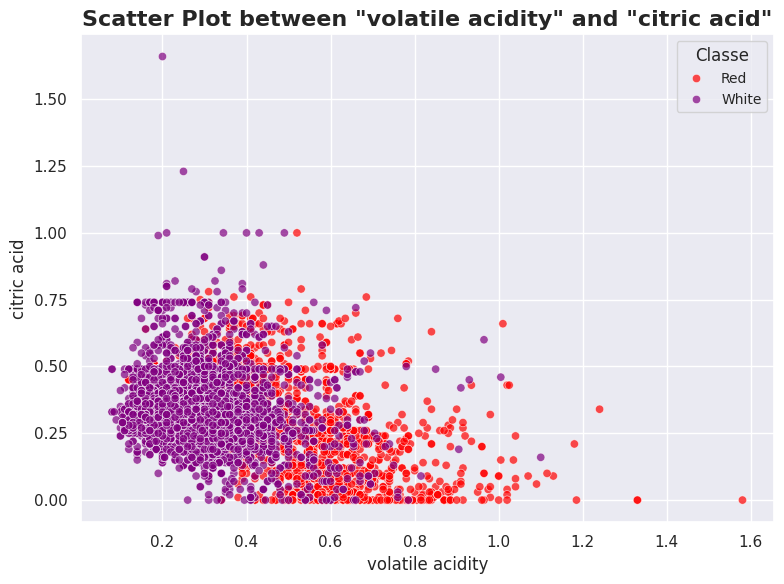 Scatter Plot between "volatile acidity" and "citric acid"
Classe
Red
White
1.50
1.25
1.00
0.75
0.50
0.25
0.00
citric acid
0.2
0.4
0.6
0.8
1.0
1.2
1.4
1.6
volatile acidity